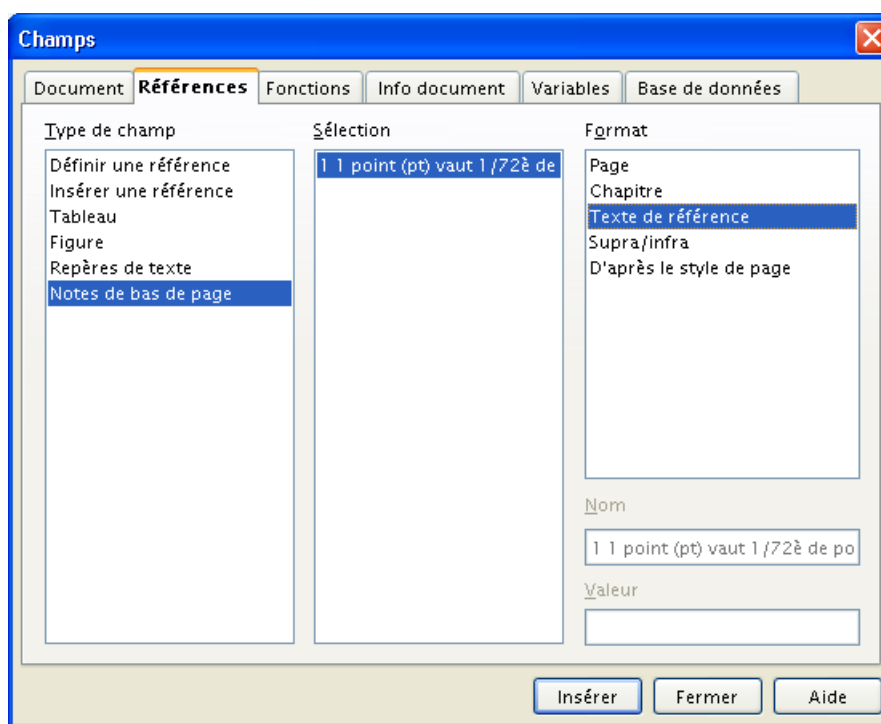 Champs
Document Références Fonctions Info document Variables Base de données
Type de champ
Définir une référence
Insérer une référence
Tableau
Figure
Repères de texte
Notes de bas de page
Sélection
1 1 point (pt) vaut 1/72è de
Format
Page
Chapitre
Texte de référence
Supra/infra
D'après le style de page
Nom
1 1 point (pt) vaut 1/72è de po
Valeur
Insérer Fermer Aide